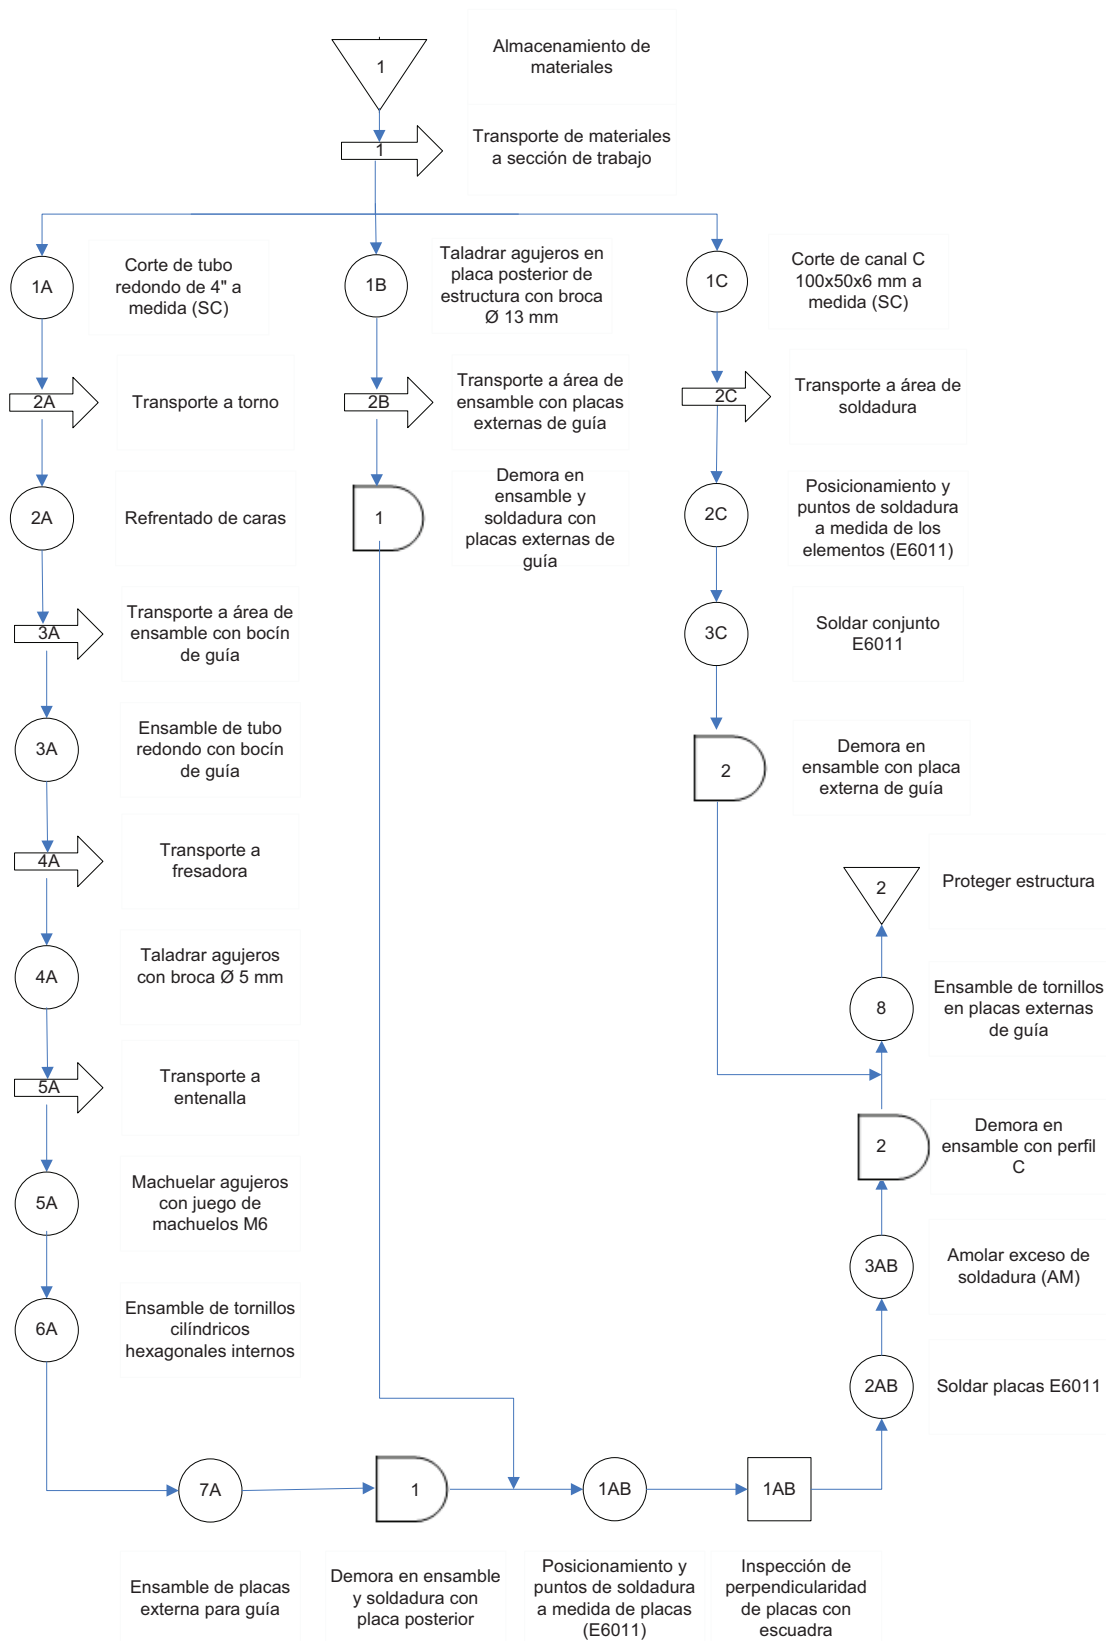 1
Almacenamiento de
materiales
1
Transporte de materiales
a sección de trabajo
1A
Corte de tubo
redondo de 4" a
medida (SC)
1B
Taladrar agujeros en
placa posterior de
estructura con broca
Ø 13 mm
1C
Corte de canal C
100x50x6 mm a
medida (SC)
2A
Transporte a torno
2B
Transporte a área de
ensamble con placas
externas de guía
2C
Transporte a área de
soldadura
2A
Refrentado de caras
1
Demora en
ensamble y
soldadura con
placas externas de
guía
2C
Posicionamiento y
puntos de soldadura
a medida de los
elementos (E6011)
3A
Transporte a área de
ensamble con bocín
de guía
3C
Soldar conjunto
E6011
3A
Ensamble de tubo
redondo con bocín
de guía
2
Demora en
ensamble con placa
externa de guía
4A
Transporte a
fresadora
2
Proteger estructura
4A
Taladrar agujeros
con broca Ø 5 mm
8
Ensamble de tornillos
en placas externas
de guía
5A
Transporte a
entenalla
2
Demora en
ensamble con perfil
C
5A
Machuelar agujeros
con juego de
machuelos M6
3AB
Amolar exceso de
soldadura (AM)
6A
Ensamble de tornillos
cilíndricos
hexagonales internos
2AB
Soldar placas E6011
7A
1
1AB
1AB
Ensamble de placas
externa para guía
Demora en ensamble
y soldadura con
placa posterior
Posicionamiento y
puntos de soldadura
a medida de placas
(E6011)
Inspección de
perpendicularidad
de placas con
escuadra